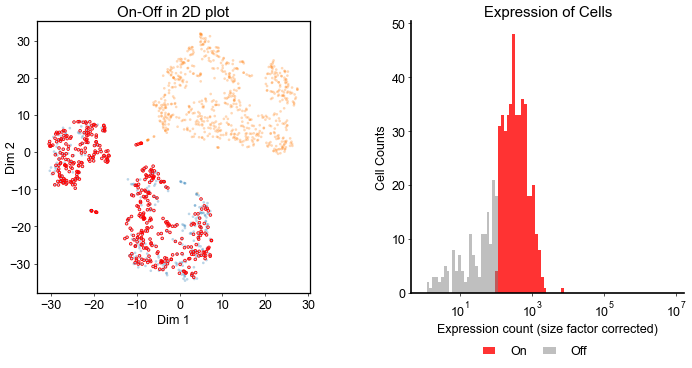 On-Off in 2D plot
Dim 2
30
20
10
0
−10
−20
−30
−30 −20 −10 0 10 20 30
Dim 1
Expression of Cells
Cell Counts
50
40
30
20
10
0
10^1 10^3 10^5 10^7
Expression count (size factor corrected)
On Off